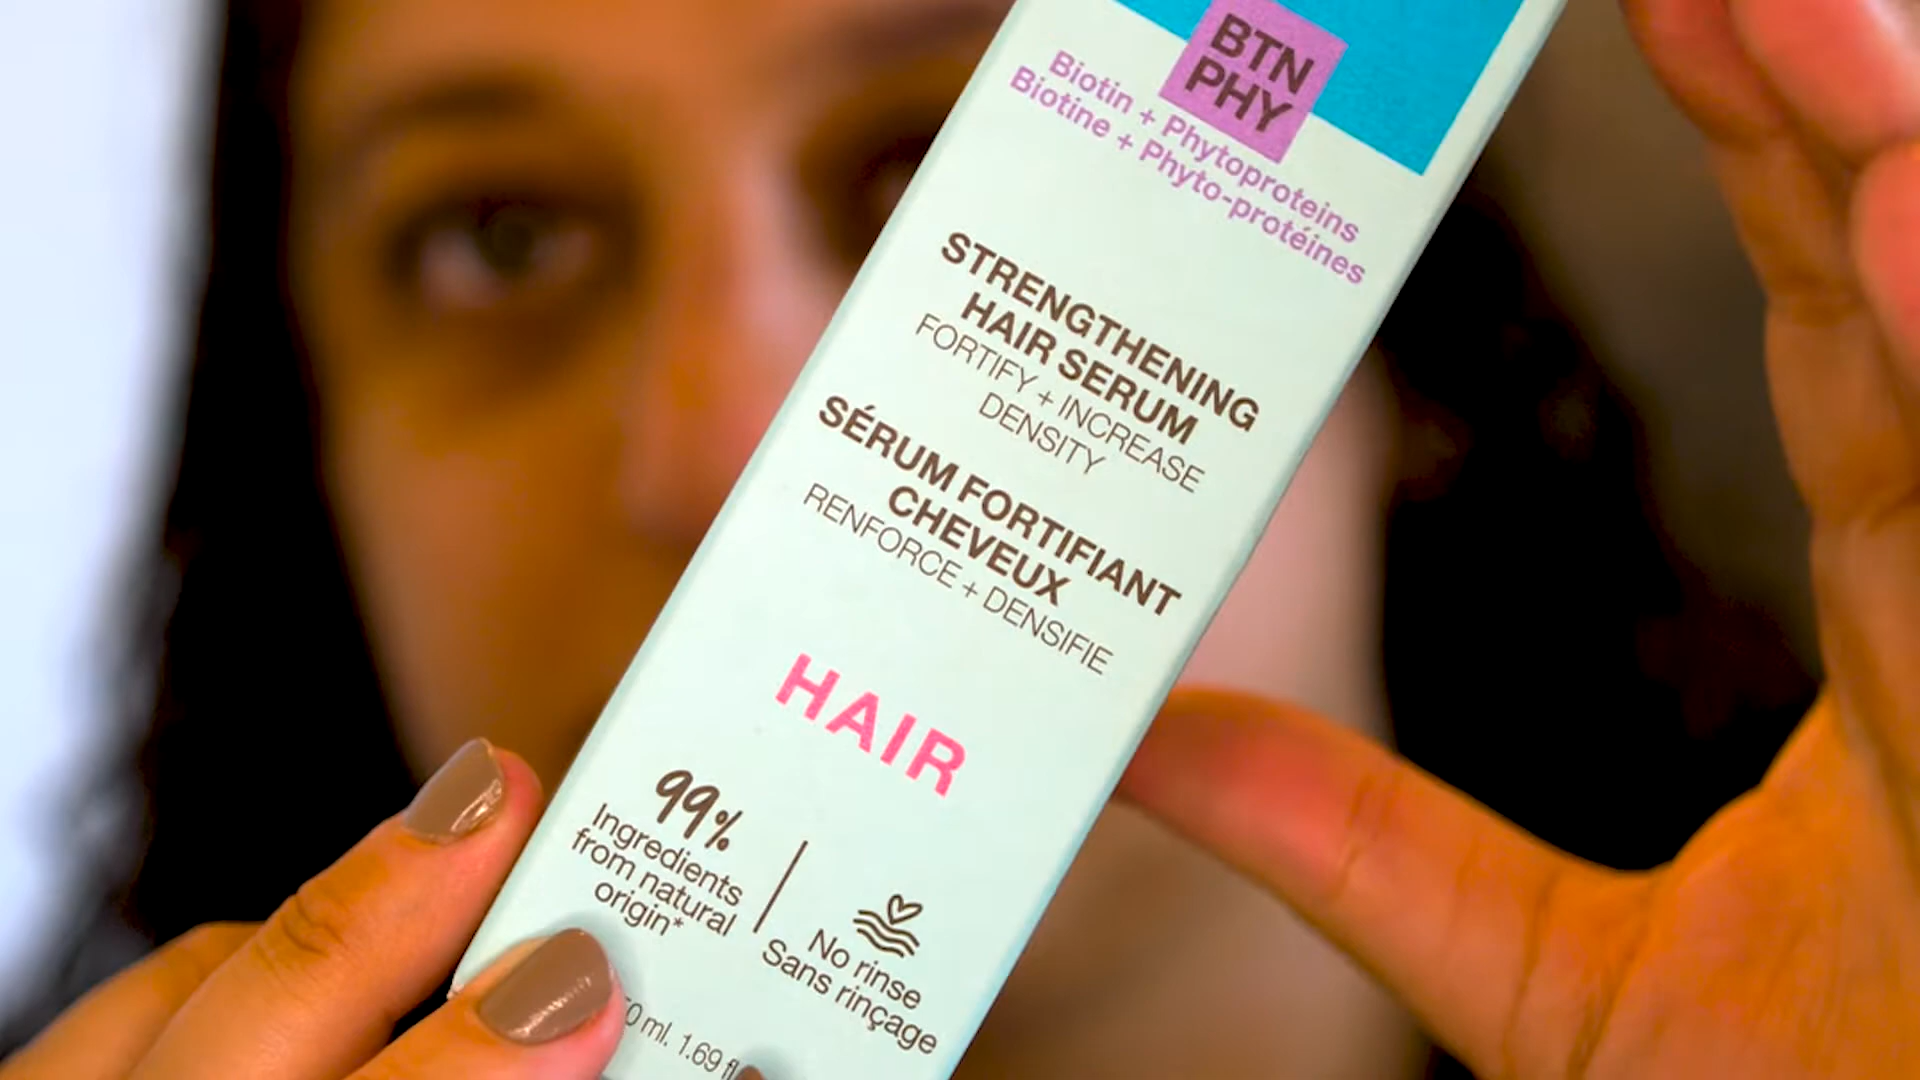 BTN
PHY
Biotin + Phytoproteins
Biotine + Phyto-protéines
STRENGTHENING
HAIR SERUM
FORTIFY + INCREASE
DENSITY
SÉRUM FORTIFIANT
CHEVEUX
RENFORCE + DENSIFIE
HAIR
99%
Ingredients
from natural
origin*
No rinse
Sans rinçage
ml. 1.69 fl